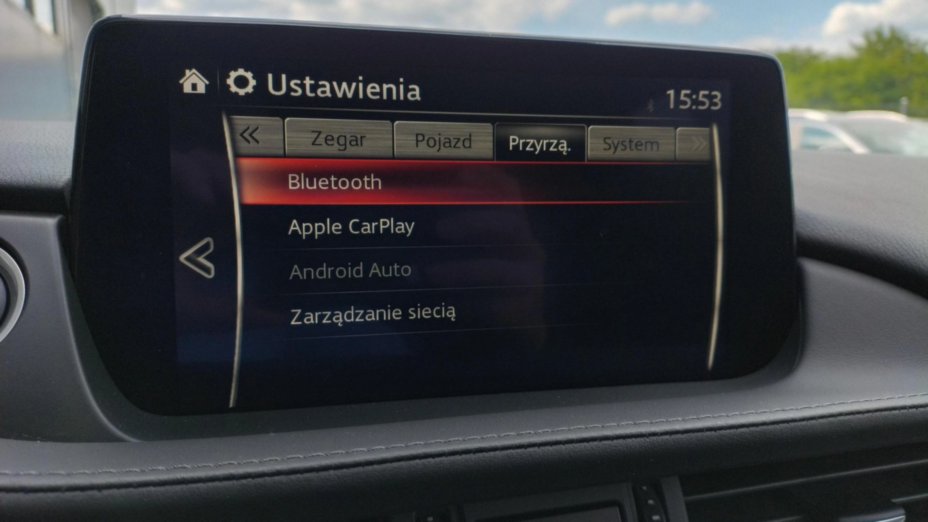 Ustawienia
15:53
Zegar
Pojazd
Przyrzą.
System
Bluetooth
Apple CarPlay
Android Auto
Zarządzanie siecią